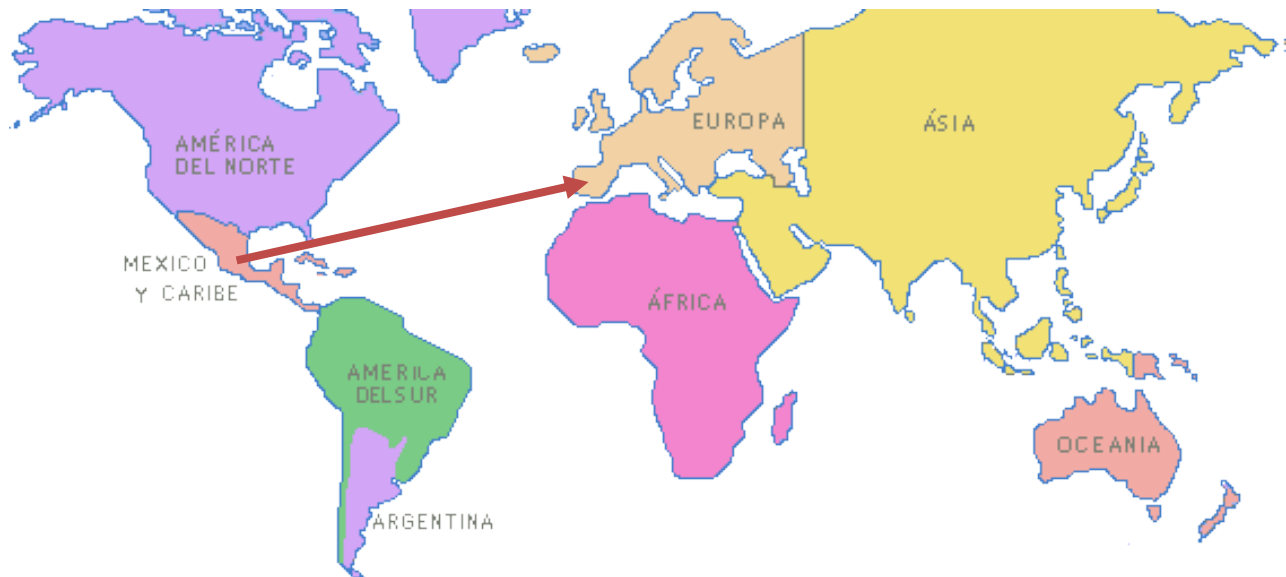 AMÉRICA
DEL NORTE
EUROPA
ÁSIA
MEXICO
Y CARIBE
ÁFRICA
AMERICA
DELSUR
OCEANIA
ARGENTINA